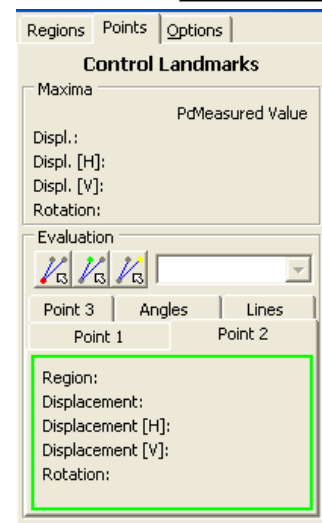 Regions Points Options
Control Landmarks
Maxima
PdMeasured Value
Displ.:
Displ. [H]:
Displ. [V]:
Rotation:
Evaluation
Point 3 Angles Lines
Point 1 Point 2
Region:
Displacement:
Displacement [H]:
Displacement [V]:
Rotation: